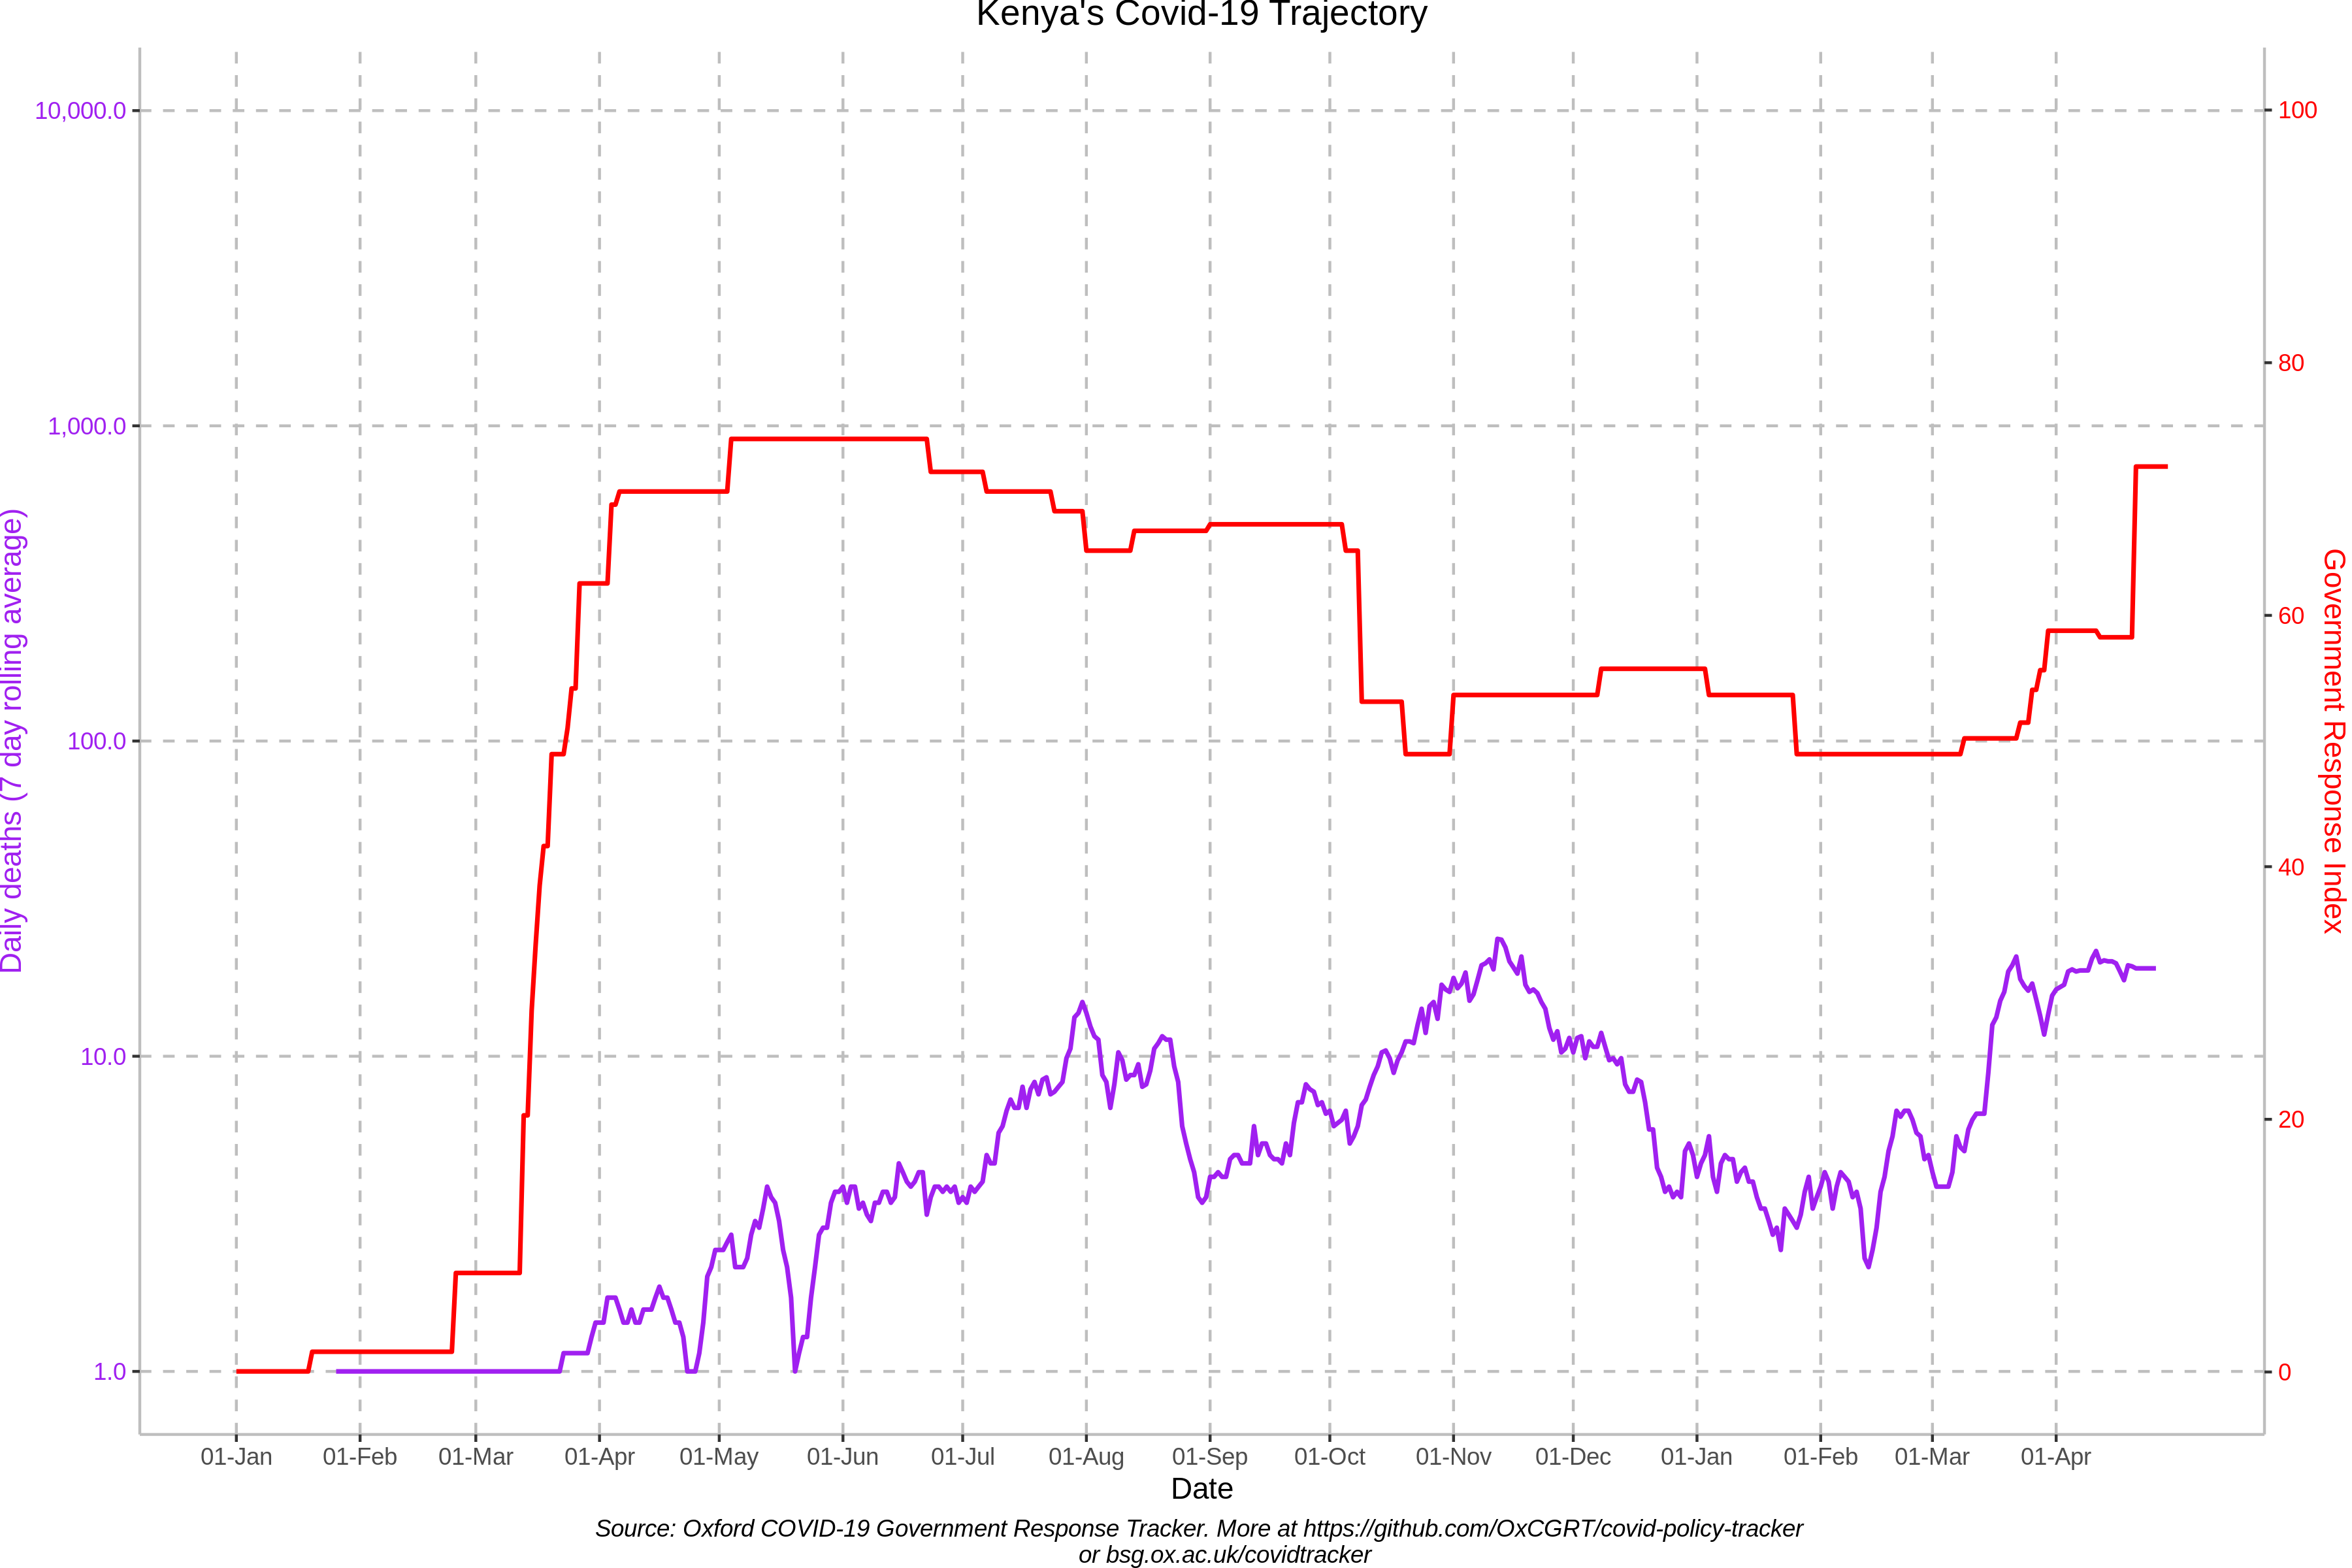 Kenya's Covid-19 Trajectory
10,000.0
1,000.0
100.0
10.0
1.0
Daily deaths (7 day rolling average)
100
80
60
40
20
0
Government Response Index
01-Jan 01-Feb 01-Mar 01-Apr 01-May 01-Jun 01-Jul 01-Aug 01-Sep 01-Oct 01-Nov 01-Dec 01-Jan 01-Feb 01-Mar 01-Apr
Date
Source: Oxford COVID-19 Government Response Tracker. More at https://github.com/OxCGRT/covid-policy-tracker
or bsg.ox.ac.uk/covidtracker